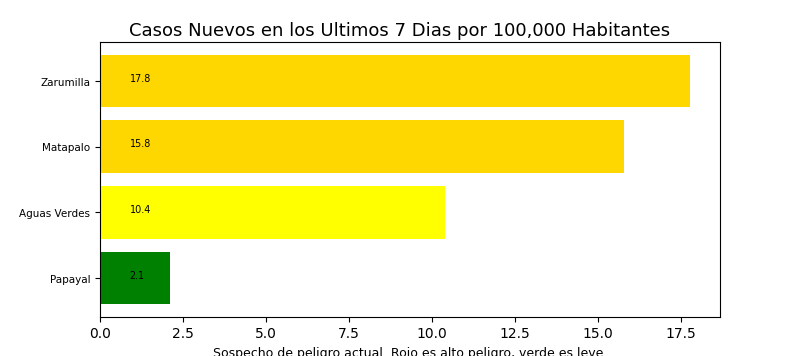 Casos Nuevos en los Ultimos 7 Dias por 100,000 Habitantes
Zarumilla 17.8
Matapalo 15.8
Aguas Verdes 10.4
Papayal 2.1
0.0 2.5 5.0 7.5 10.0 12.5 15.0 17.5
Sospecho de peligro actual. Rojo es alto peligro, verde es leve